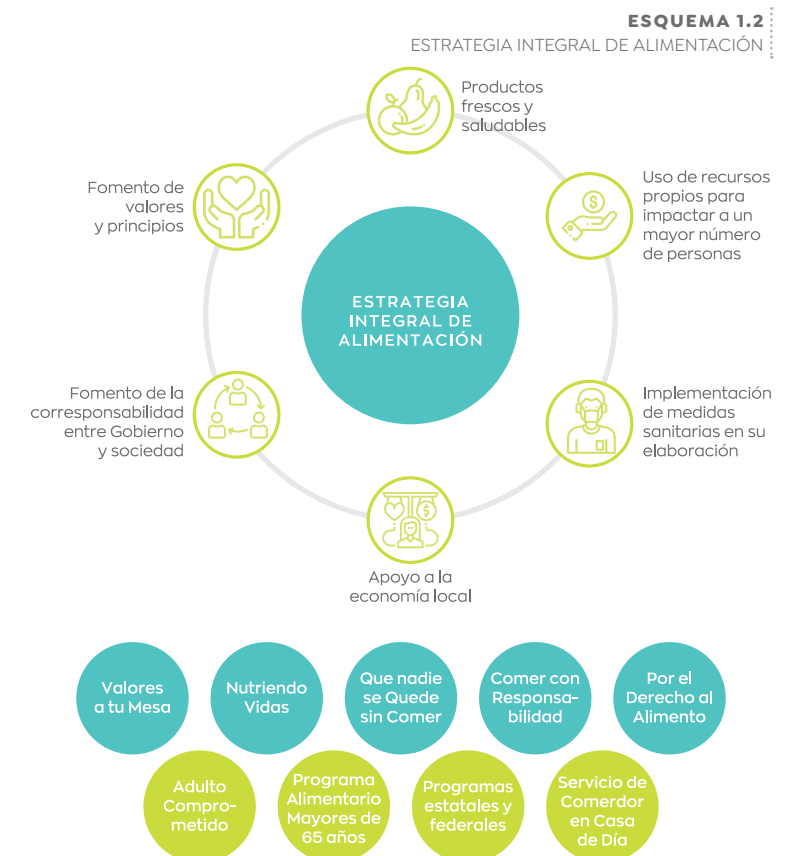 ESQUEMA 1.2
ESTRATEGIA INTEGRAL DE ALIMENTACIÓN
Productos
frescos y
saludables
Uso de recursos
propios para
impactar a un
mayor número
de personas
Implementación
de medidas
sanitarias en su
elaboración
Apoyo a la
economía local
Fomento de la
corresponsabilidad
entre Gobierno
y sociedad
Fomento de
valores
y principios
ESTRATEGIA
INTEGRAL DE
ALIMENTACIÓN
Valores
a tu Mesa
Nutriendo
Vidas
Que nadie
se Quede
sin Comer
Comer con
Responsa-
bilidad
Por el
Derecho al
Alimento
Adulto
Compro-
metido
Programa
Alimentario
Mayores de
65 años
Programas
estatales y
federales
Servicio de
Comerdor
en Casa
de Día